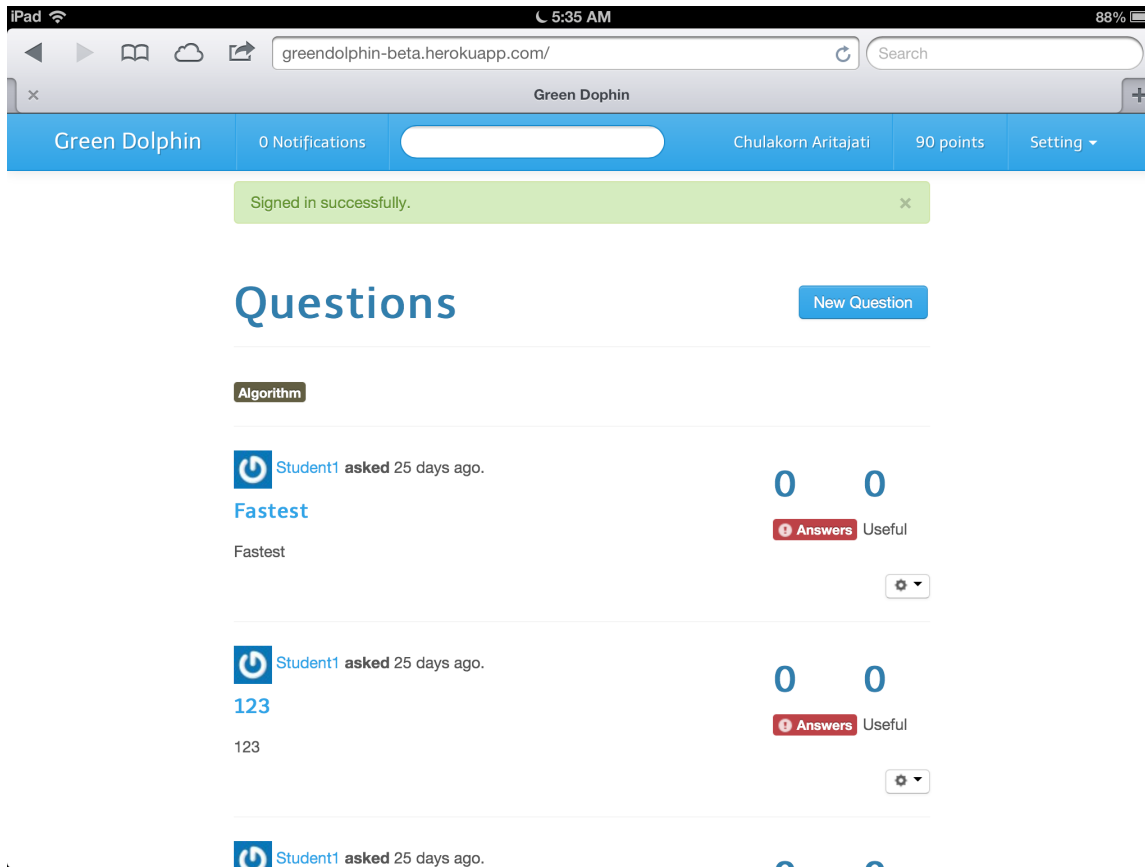 iPad 5:35 AM 88%
greendolphin-beta.herokuapp.com/ Search
Green Dophin
Green Dolphin 0 Notifications Chulakorn Aritajati 90 points Setting
Signed in successfully. ×
Questions New Question
Algorithm
Student1 asked 25 days ago.
0 0
Fastest
Answers Useful
Fastest
Student1 asked 25 days ago.
0 0
123
Answers Useful
123
Student1 asked 25 days ago.